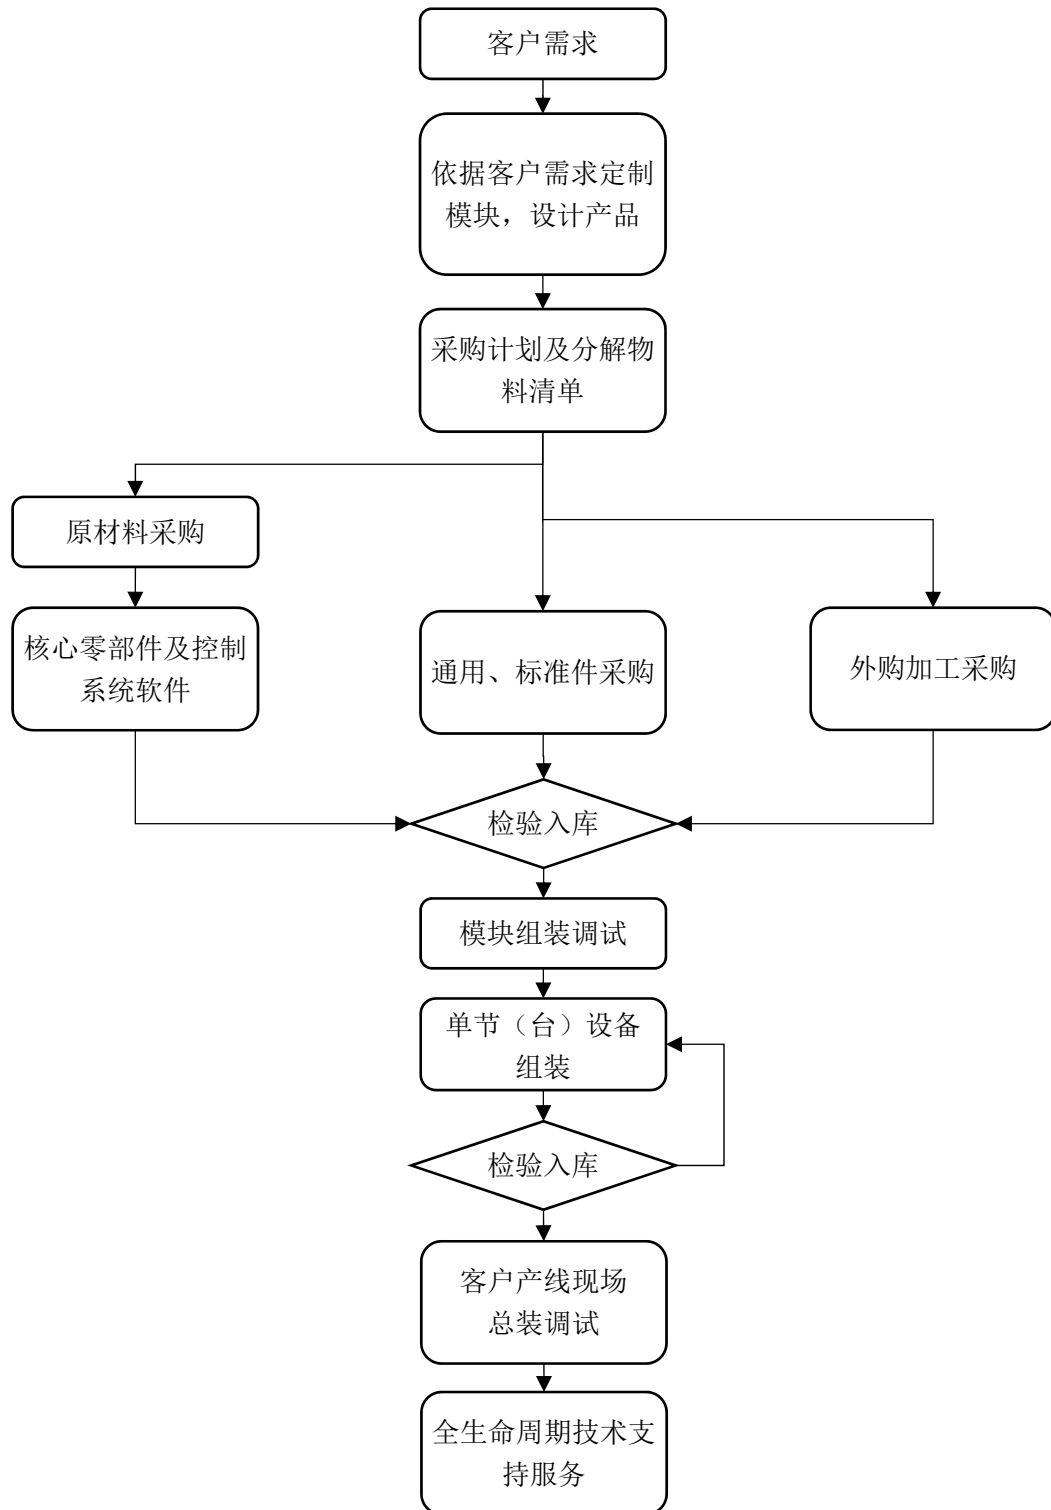 客户需求
依据客户需求定制
模块，设计产品
采购计划及分解物
料清单
原材料采购
核心零部件及控制
系统软件
通用、标准件采购
外购加工采购
检验入库
模块组装调试
单节（台）设备
组装
检验入库
客户产线现场
总装调试
全生命周期技术支
持服务